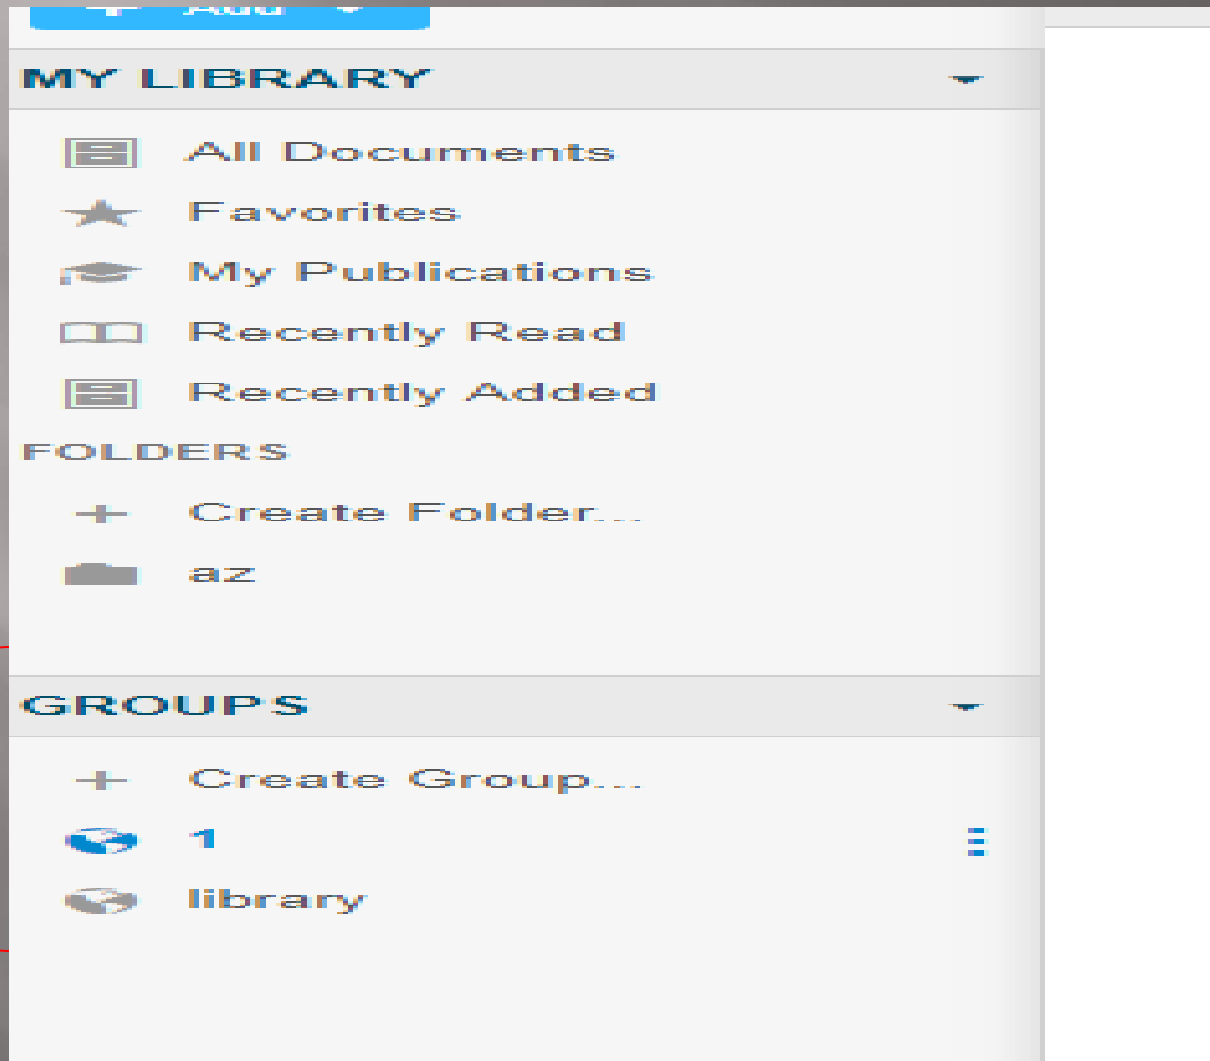 Add
MY LIBRARY
All Documents
Favorites
My Publications
Recently Read
Recently Added
FOLDERS
Create Folder...
az
GROUPS
Create Group...
1
library